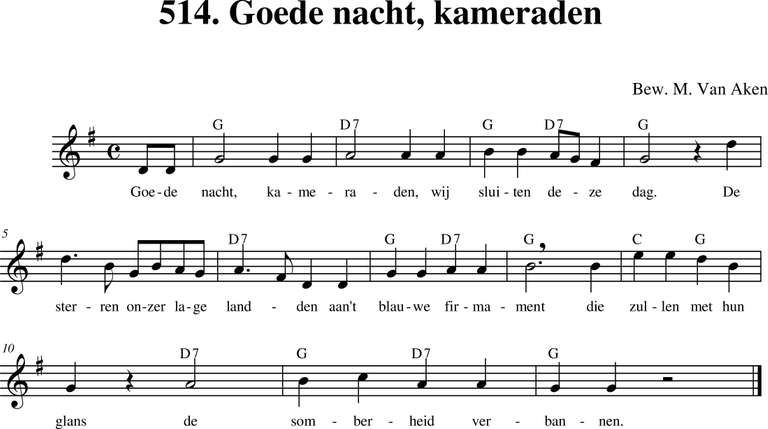 514. Goede nacht, kameraden
Bew. M. Van Aken
G D7 G D7 G
Goe-de nacht, ka - me - ra - den, wij slui - ten de - ze dag. De
5
D7 G D7 G C G
ster - ren on-zer la-ge land - den aan't blau-we fir-ma - ment die zul-len met hun
10
D7 G D7 G
glans de som - ber - heid ver - ban - nen.